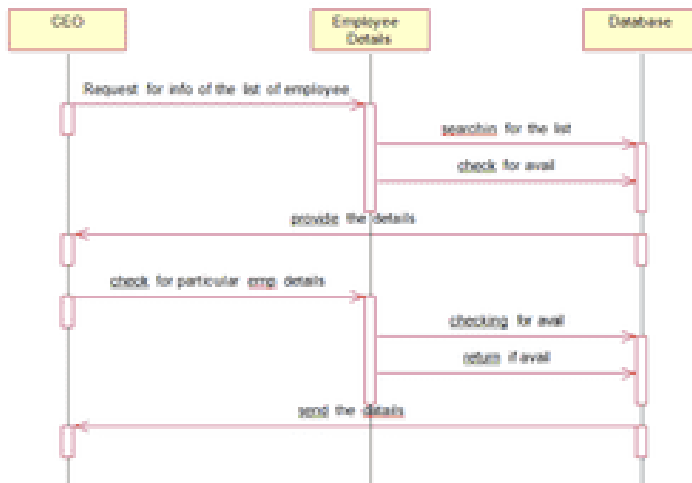 CEO
Employee
Details
Database
Request for info of the list of employee
searchin for the list
check for avail
provide the details
check for particular emp details
checking for avail
return if avail
send the details